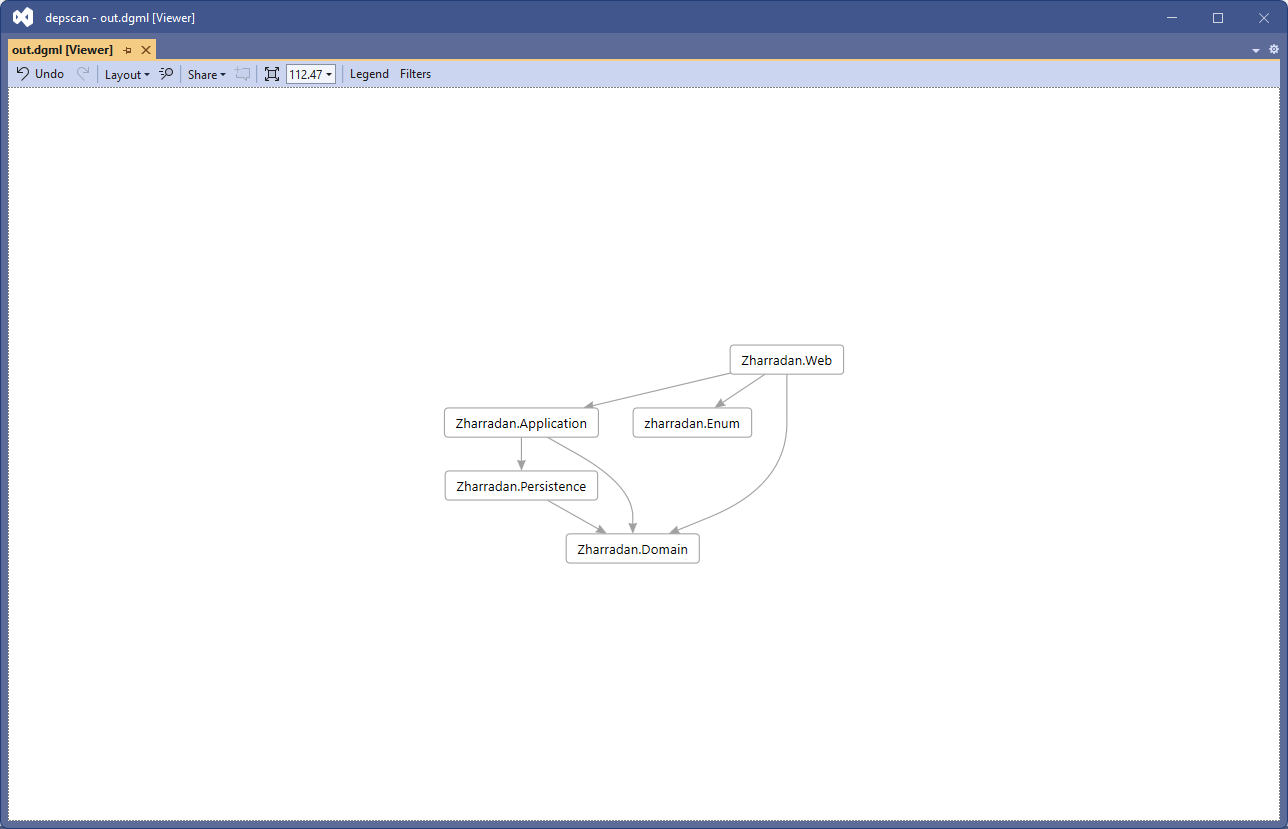 depscan - out.dgml [Viewer]
out.dgml [Viewer]
Undo Layout Share 112.47 Legend Filters
Zharradan.Web
Zharradan.Application zharradan.Enum
Zharradan.Persistence
Zharradan.Domain